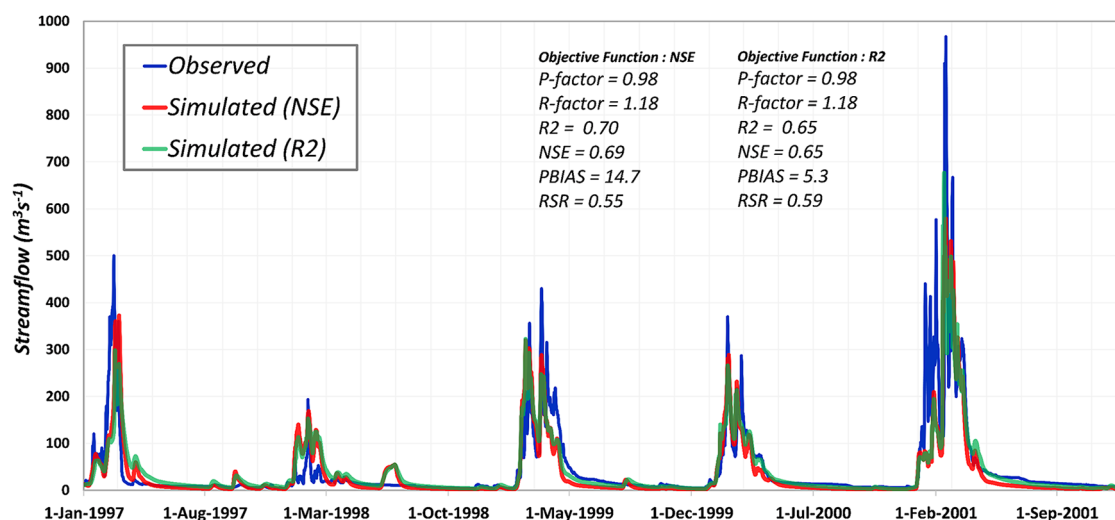 1000
900
800
700
600
500
400
300
200
100
0
Streamflow (m³s⁻¹)
Observed
Simulated (NSE)
Simulated (R2)
Objective Function : NSE
P-factor = 0.98
R-factor = 1.18
R2 = 0.70
NSE = 0.69
PBIAS = 14.7
RSR = 0.55
Objective Function : R2
P-factor = 0.98
R-factor = 1.18
R2 = 0.65
NSE = 0.65
PBIAS = 5.3
RSR = 0.59
1-Jan-1997 1-Aug-1997 1-Mar-1998 1-Oct-1998 1-May-1999 1-Dec-1999 1-Jul-2000 1-Feb-2001 1-Sep-2001